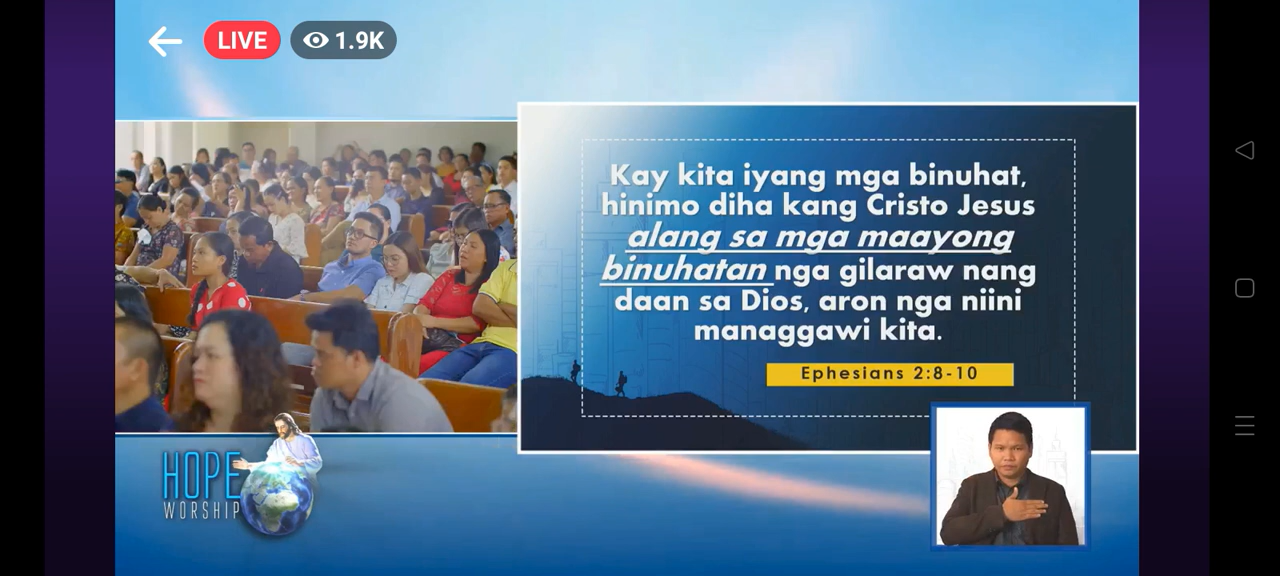 LIVE
1.9K
Kay kita iyang mga binuhat,
hinimo diha kang Cristo Jesus
alang sa mga maayong
binuhatan nga gilaraw nang
daan sa Dios, aron nga niini
managgawi kita.
Ephesians 2:8-10
HOPE
WORSHIP